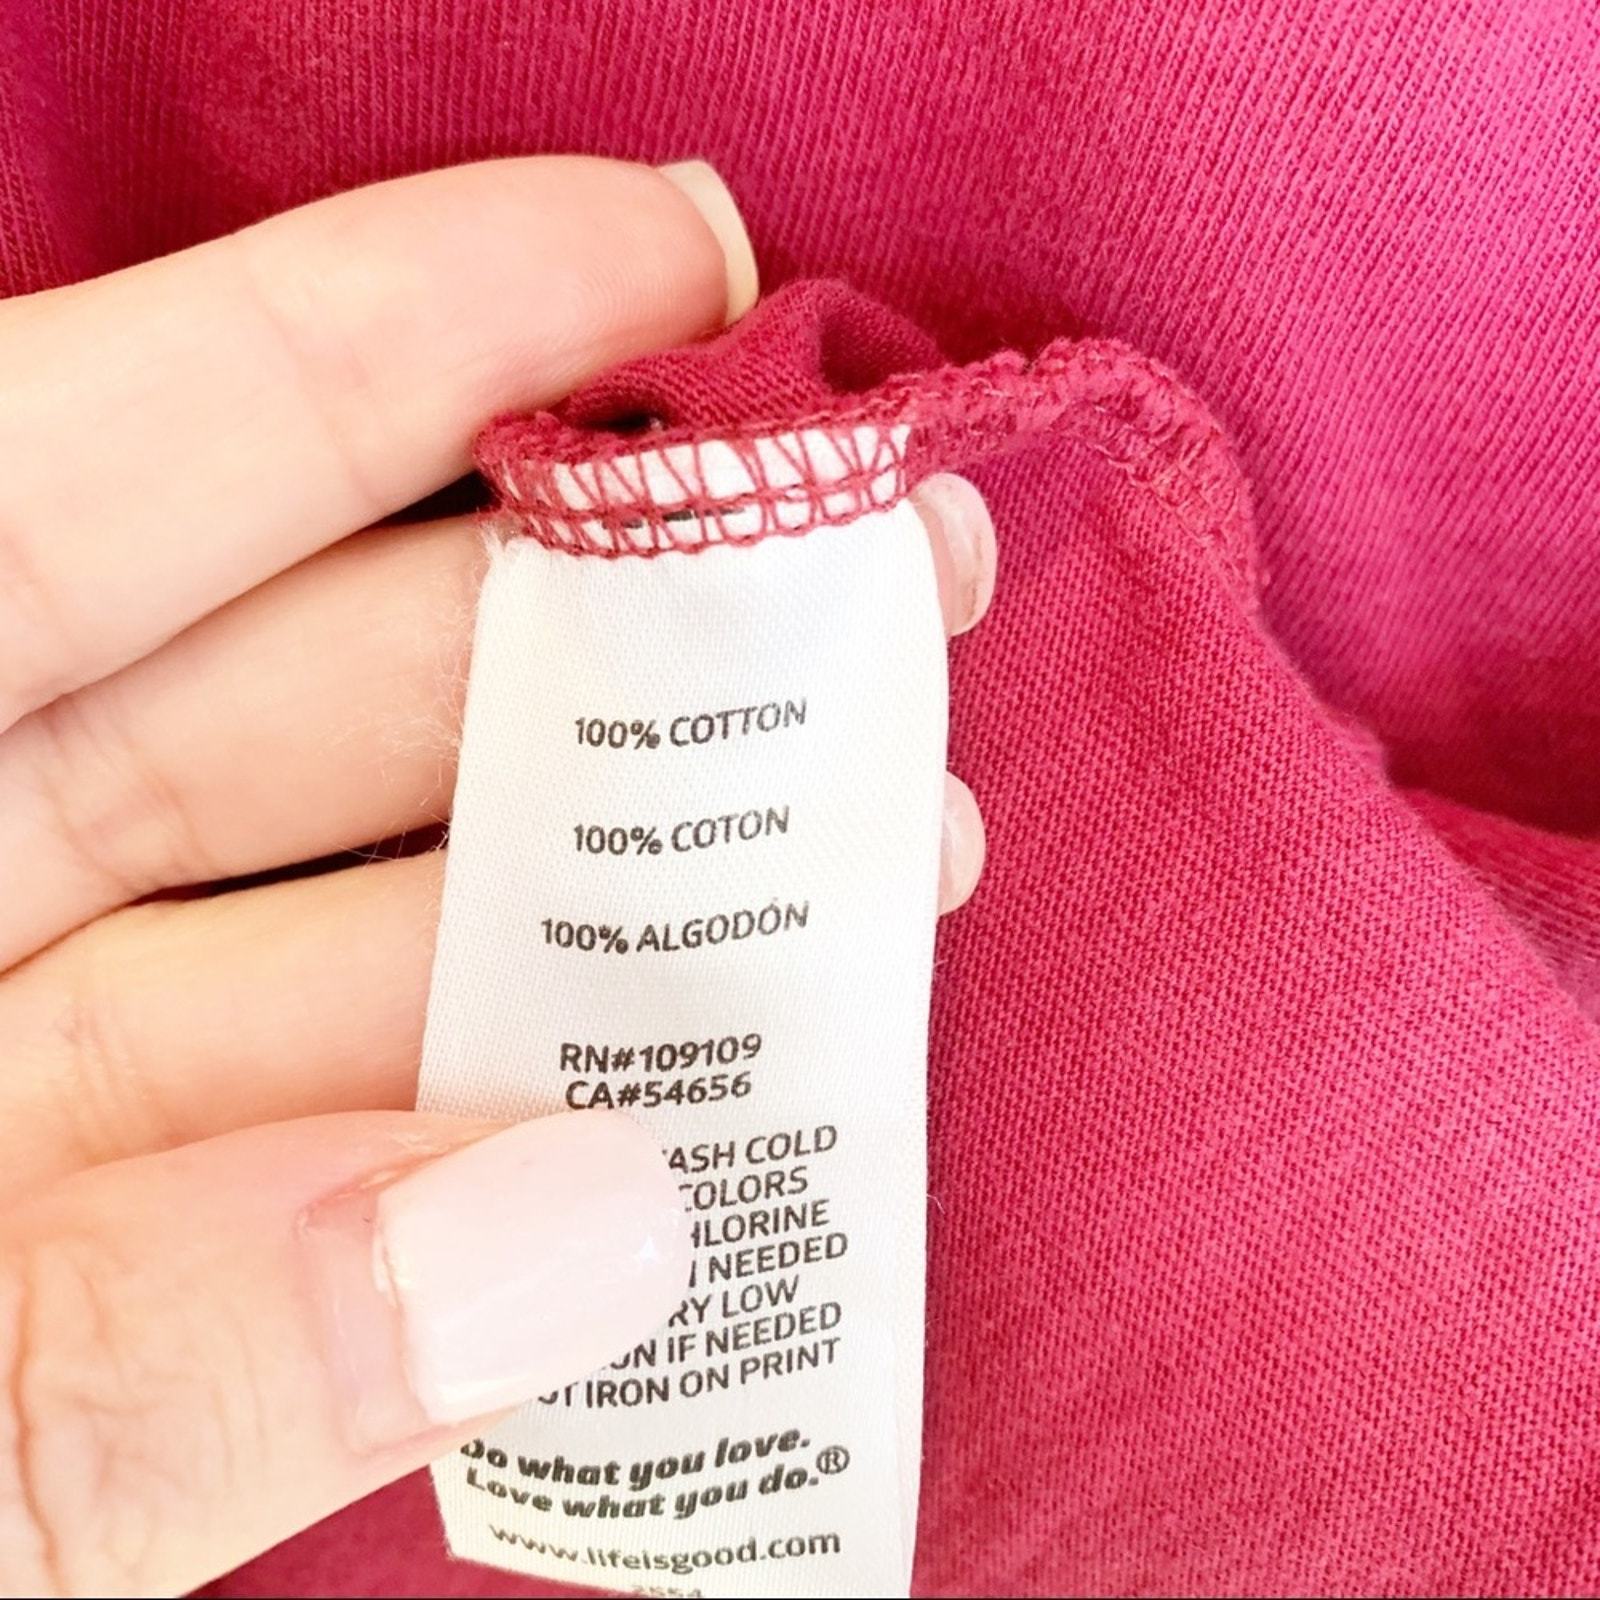 100% COTTON
100% COTON
100% ALGODÓN
RN#109109
CA#54656
ASH COLD
COLORS
HLORINE
NEEDED
RY LOW
ON IF NEEDED
IRON ON PRINT
Do what you love.
Love what you do.®
www.lifeisgood.com